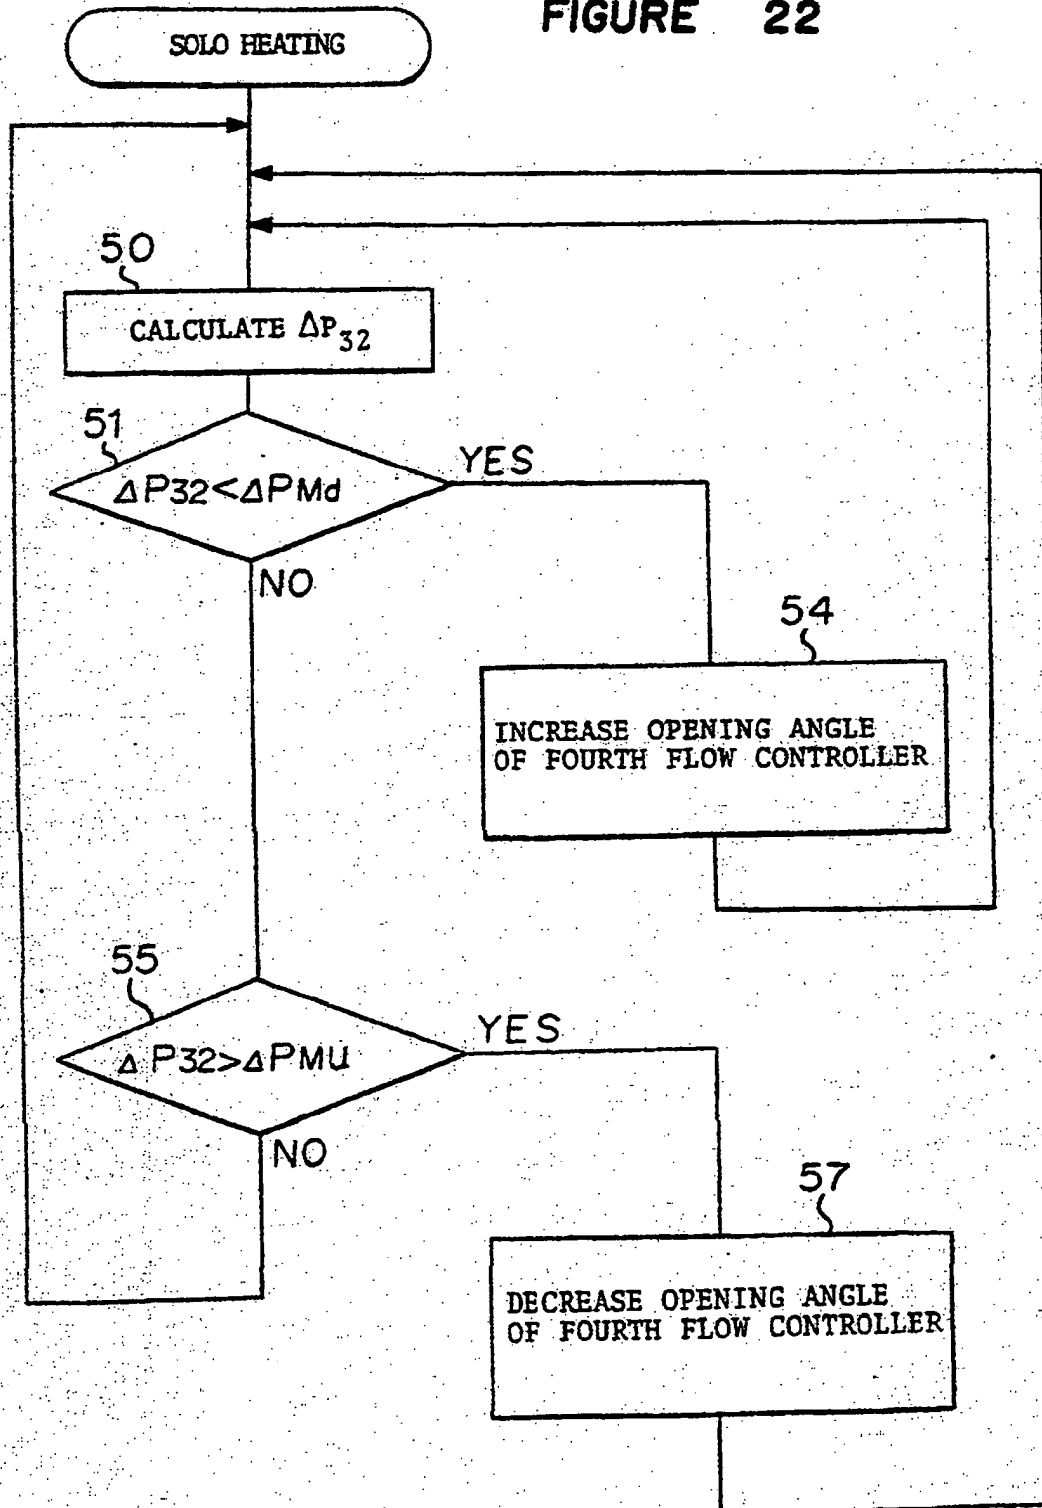 FIGURE 22
SOLO HEATING
50
CALCULATE ΔP32
51
ΔP32<ΔPMd
YES
NO
54
INCREASE OPENING ANGLE
OF FOURTH FLOW CONTROLLER
55
ΔP32>ΔPMU
YES
NO
57
DECREASE OPENING ANGLE
OF FOURTH FLOW CONTROLLER